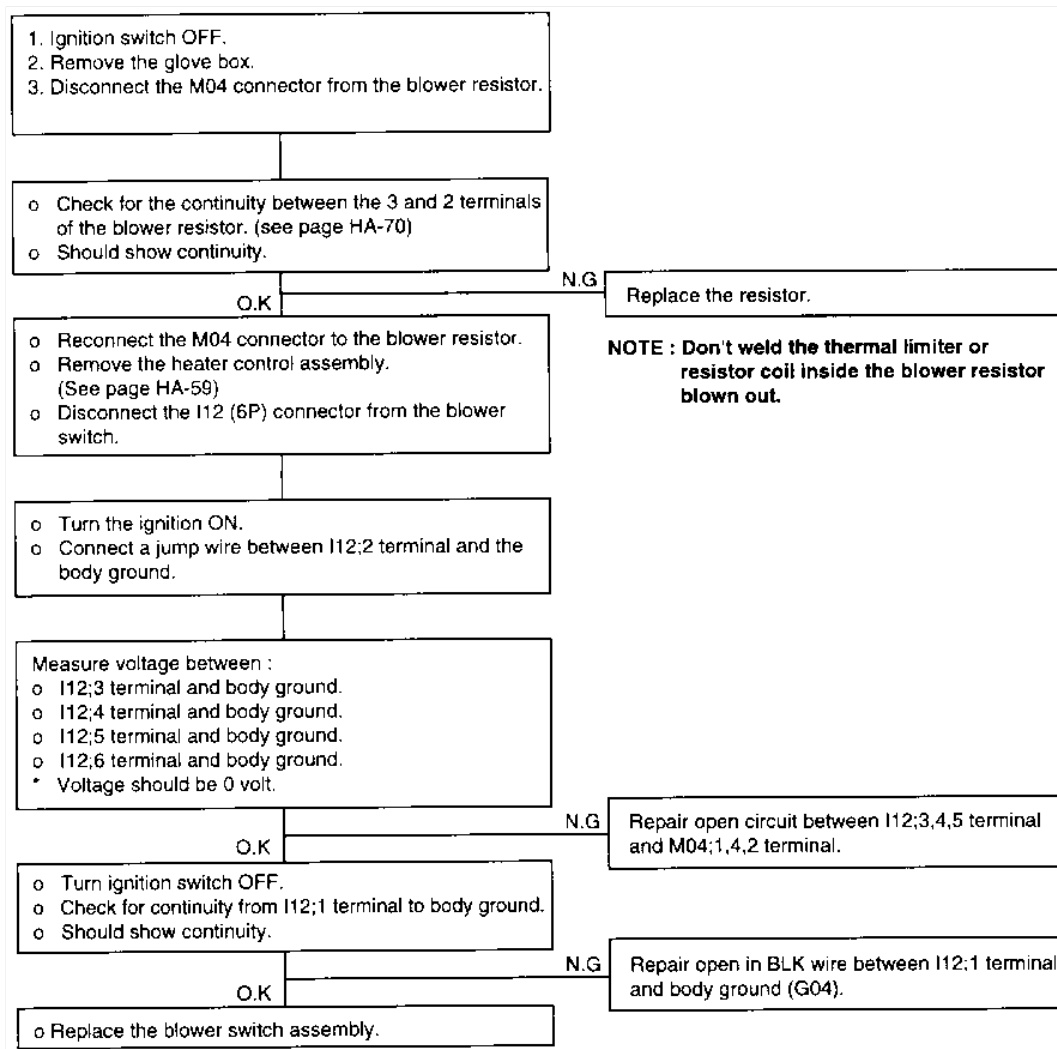 1. Ignition switch OFF.
2. Remove the glove box.
3. Disconnect the M04 connector from the blower resistor.
o Check for the continuity between the 3 and 2 terminals
of the blower resistor. (see page HA-70)
o Should show continuity.
N.G
Replace the resistor.
O.K
NOTE : Don't weld the thermal limiter or
resistor coil inside the blower resistor
blown out.
o Reconnect the M04 connector to the blower resistor.
o Remove the heater control assembly.
(See page HA-59)
o Disconnect the I12 (6P) connector from the blower
switch.
o Turn the ignition ON.
o Connect a jump wire between I12;2 terminal and the
body ground.
Measure voltage between :
o I12;3 terminal and body ground.
o I12;4 terminal and body ground.
o I12;5 terminal and body ground.
o I12;6 terminal and body ground.
* Voltage should be 0 volt.
N.G
Repair open circuit between I12;3,4,5 terminal
and M04;1,4,2 terminal.
O.K
o Turn ignition switch OFF.
o Check for continuity from I12;1 terminal to body ground.
o Should show continuity.
N.G
Repair open in BLK wire between I12;1 terminal
and body ground (G04).
O.K
o Replace the blower switch assembly.